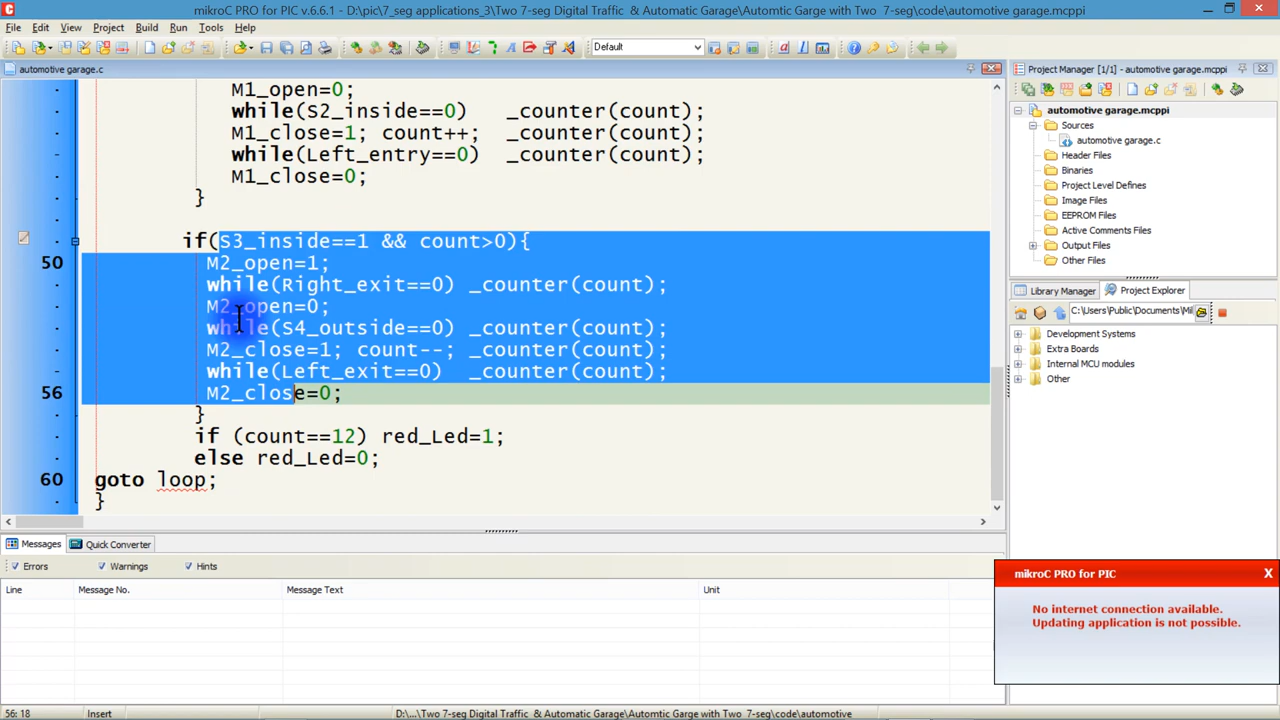 mikroC PRO for PIC v.6.6.1 - D:\pic\7_seg applications_3\Two 7-seg Digital Traffic & Automatic Garage\Automtic Garge with Two 7-seg\code\automotive garage.mcppi
File Edit View Project Build Run Tools Help
Default
automotive garage.c
M1_open=0;
while(S2_inside==0) _counter(count);
M1_close=1; count++; _counter(count);
while(Left_entry==0) _counter(count);
M1_close=0;
}
if(S3_inside==1 && count>0){
50 M2_open=1;
while(Right_exit==0) _counter(count);
M2_open=0;
while(S4_outside==0) _counter(count);
M2_close=1; count--; _counter(count);
while(Left_exit==0) _counter(count);
56 M2_close=0;
}
if (count==12) red_Led=1;
else red_Led=0;
60 goto loop;
}
Messages Quick Converter
Errors Warnings Hints
Line Message No. Message Text Unit
56: 18 Insert D:\...\Two 7-seg Digital Traffic & Automatic Garage\Automtic Garge with Two 7-seg\code\automotive
Project Manager [1/1] - automotive garage.mcppi
automotive garage.mcppi
Sources
automotive garage.c
Header Files
Binaries
Project Level Defines
Image Files
EEPROM Files
Active Comments Files
Output Files
Other Files
Library Manager Project Explorer
C:\Users\Public\Documents\Mi
Development Systems
Extra Boards
Internal MCU modules
Other
mikroC PRO for PIC X
No internet connection available.
Updating application is not possible.